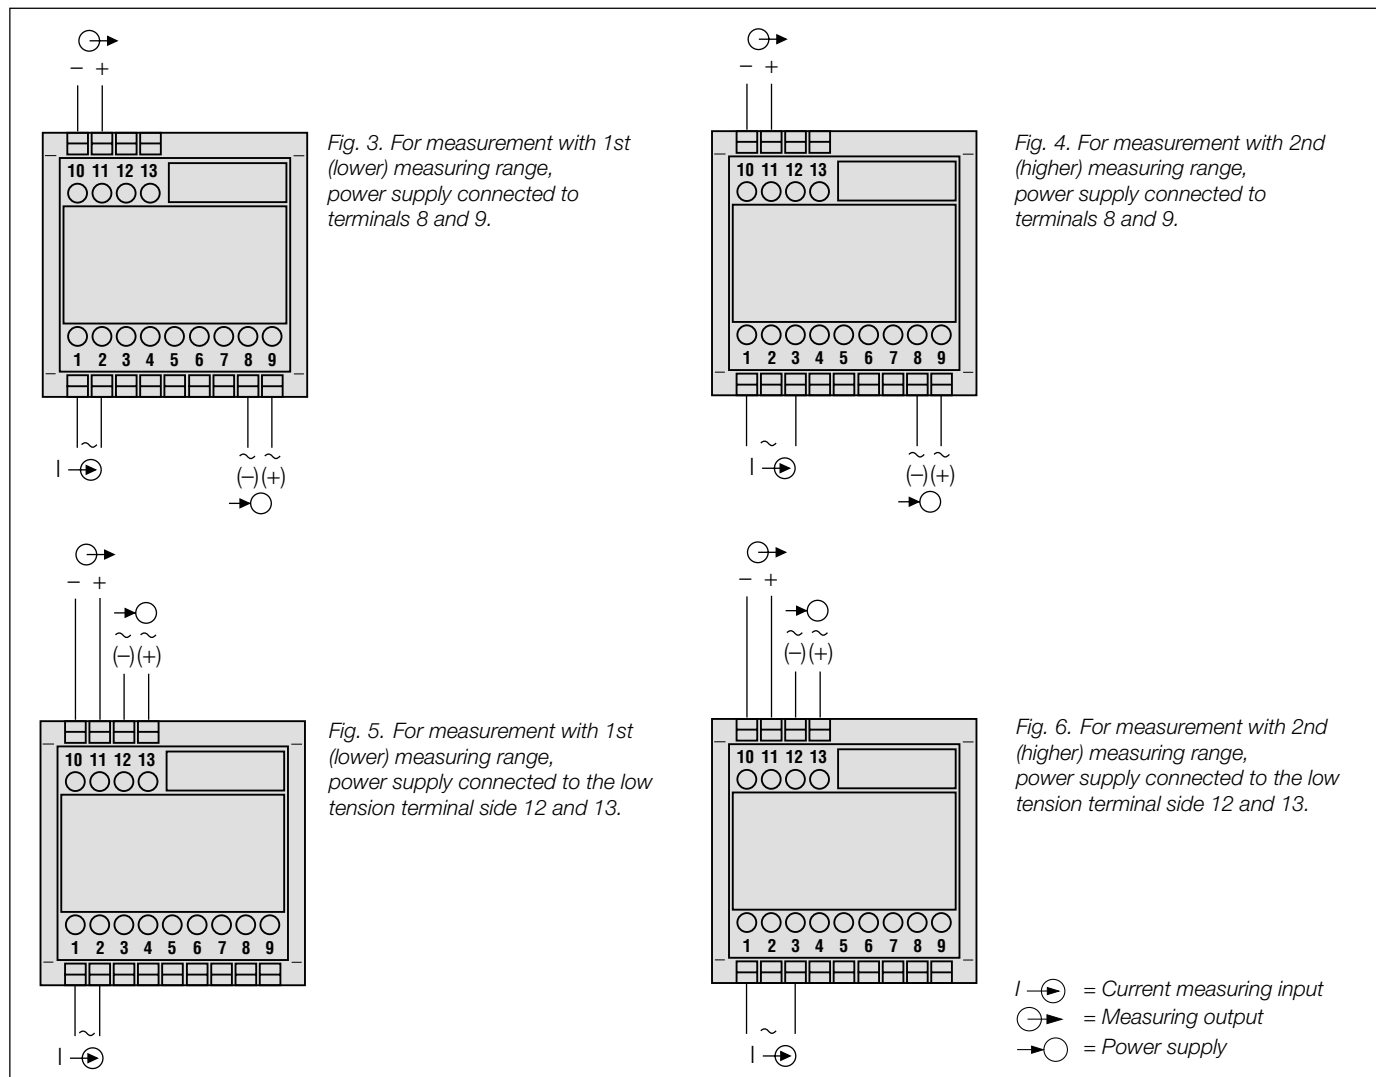 − +
10 11 12 13
1 2 3 4 5 6 7 8 9
~
I
~ ~
(−) (+)
Fig. 3. For measurement with 1st
(lower) measuring range,
power supply connected to
terminals 8 and 9.
− +
10 11 12 13
1 2 3 4 5 6 7 8 9
~
I
~ ~
(−) (+)
Fig. 4. For measurement with 2nd
(higher) measuring range,
power supply connected to
terminals 8 and 9.
− +
~ ~
(−) (+)
10 11 12 13
1 2 3 4 5 6 7 8 9
~
I
Fig. 5. For measurement with 1st
(lower) measuring range,
power supply connected to the low
tension terminal side 12 and 13.
− +
~ ~
(−) (+)
10 11 12 13
1 2 3 4 5 6 7 8 9
~
I
Fig. 6. For measurement with 2nd
(higher) measuring range,
power supply connected to the low
tension terminal side 12 and 13.
I = Current measuring input
= Measuring output
= Power supply